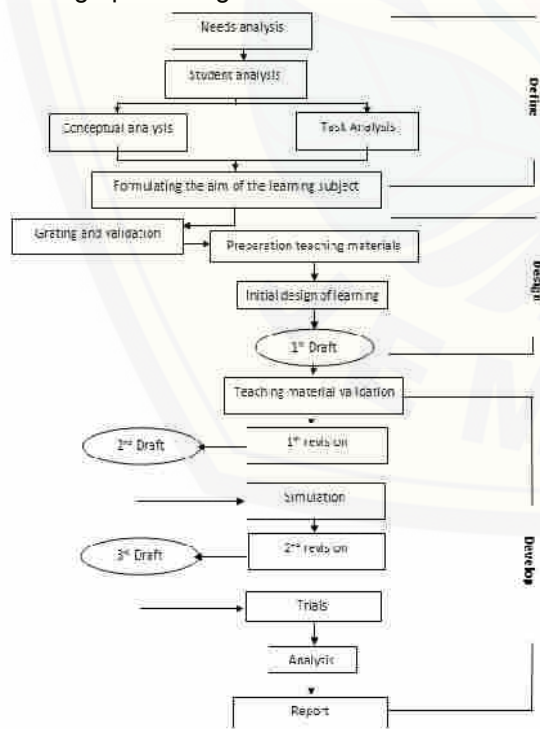 Needs analysis
Student analysis
Conceptual analysis
Task Analysis
Define
Formulating the aim of the learning subject
Grating and validation
Preparation teaching materials
Initial design of learning
Design
1st Draft
Teaching material validation
2nd Draft
1st revision
Simulation
3rd Draft
2nd revision
Develop
Trials
Analysis
Report